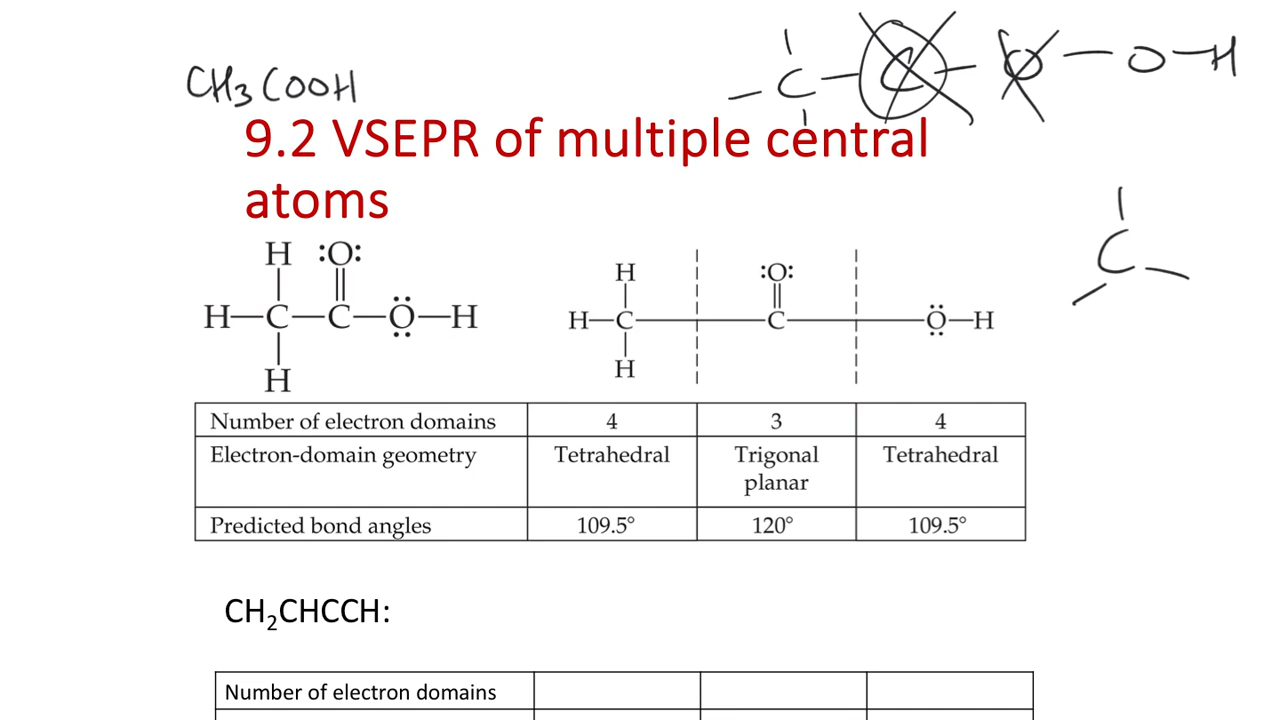 CH3COOH
C - C - O - O - H
9.2 VSEPR of multiple central
atoms
C
H :O:
H—C—C—O—H
H
H :O:
H—C C O—H
H
Number of electron domains 4 3 4
Electron-domain geometry Tetrahedral Trigonal planar Tetrahedral
Predicted bond angles 109.5° 120° 109.5°
CH₂CHCCH:
Number of electron domains